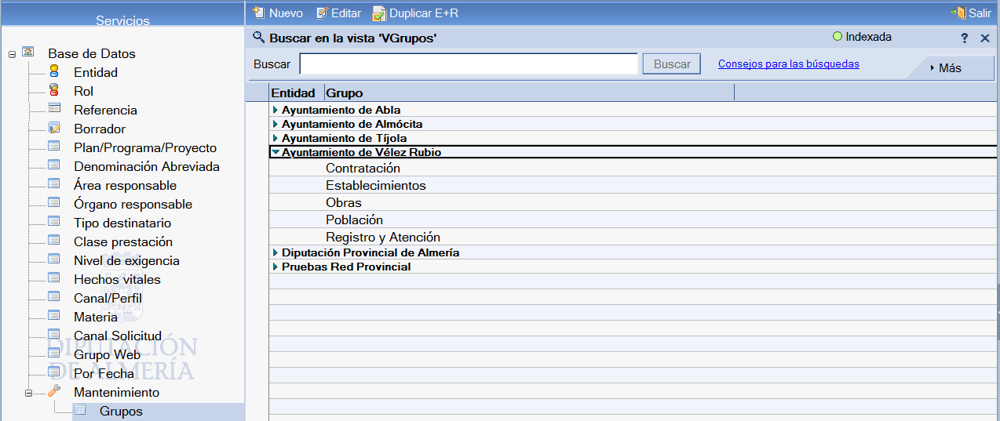 Servicios
Nuevo Editar Duplicar E+R Salir
Buscar en la vista 'VGrupos' Indexada ? ×
Buscar Buscar Consejos para las búsquedas Más
Entidad Grupo
Ayuntamiento de Abla
Ayuntamiento de Almócita
Ayuntamiento de Tíjola
Ayuntamiento de Vélez Rubio
Contratación
Establecimientos
Obras
Población
Registro y Atención
Diputación Provincial de Almería
Pruebas Red Provincial
Base de Datos
Entidad
Rol
Referencia
Borrador
Plan/Programa/Proyecto
Denominación Abreviada
Área responsable
Órgano responsable
Tipo destinatario
Clase prestación
Nivel de exigencia
Hechos vitales
Canal/Perfil
Materia
Canal Solicitud
Grupo Web
Por Fecha
Mantenimiento
Grupos
DIPUTACIÓN
DE ALMERÍA